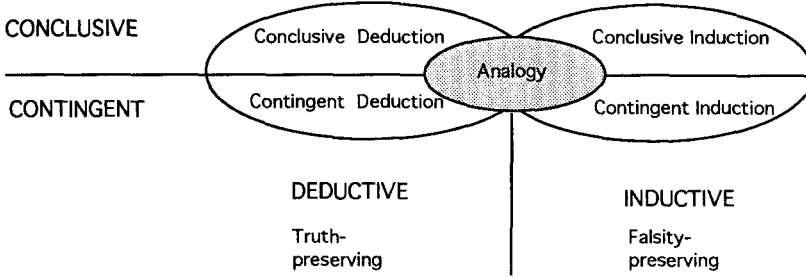 CONCLUSIVE
Conclusive Deduction
Conclusive Induction
Analogy
CONTINGENT
Contingent Deduction
Contingent Induction
DEDUCTIVE
INDUCTIVE
Truth-
preserving
Falsity-
preserving